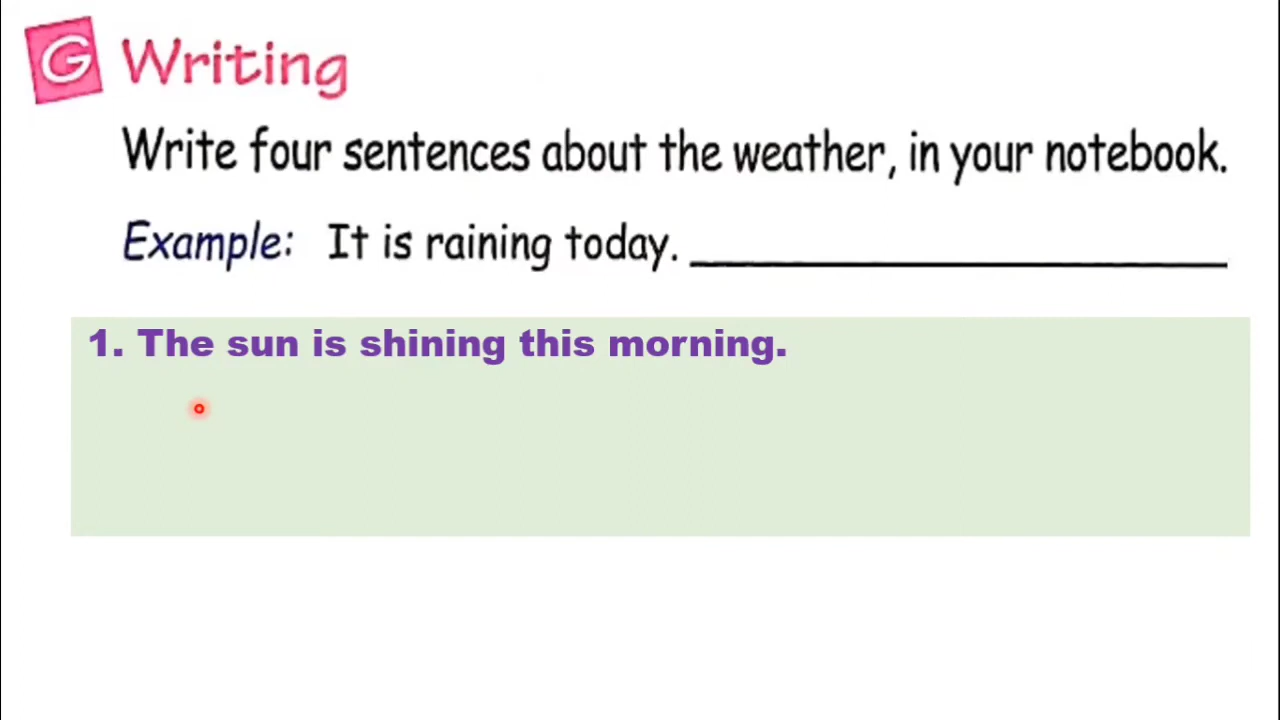 G Writing
Write four sentences about the weather, in your notebook.
Example: It is raining today. ______________________
1. The sun is shining this morning.